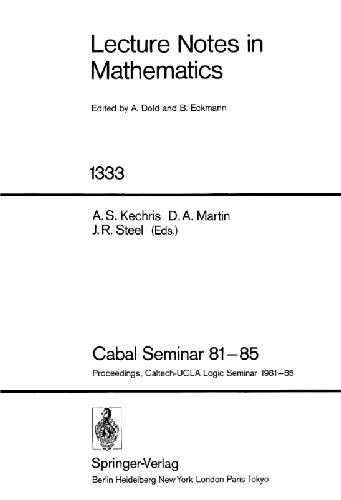 Lecture Notes in
Mathematics
Edited by A. Dold and B. Eckmann
1333
A. S. Kechris D. A. Martin
J. R. Steel (Eds.)
Cabal Seminar 81–85
Proceedings, Caltech-UCLA Logic Seminar 1981–85
Springer-Verlag
Berlin Heidelberg New York London Paris Tokyo